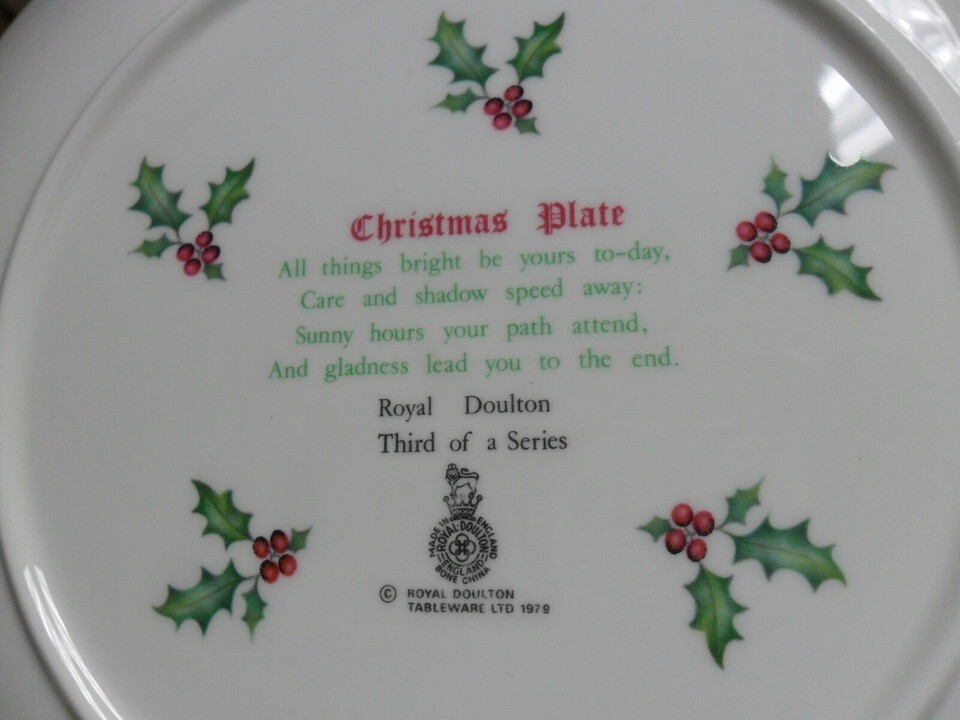 Christmas Plate
All things bright be yours to-day,
Care and shadow speed away:
Sunny hours your path attend,
And gladness lead you to the end.
Royal Doulton
Third of a Series
MADE IN ENGLAND
ROYAL·DOULTON
ENGLAND
BONE CHINA
© ROYAL DOULTON
TABLEWARE LTD 1979